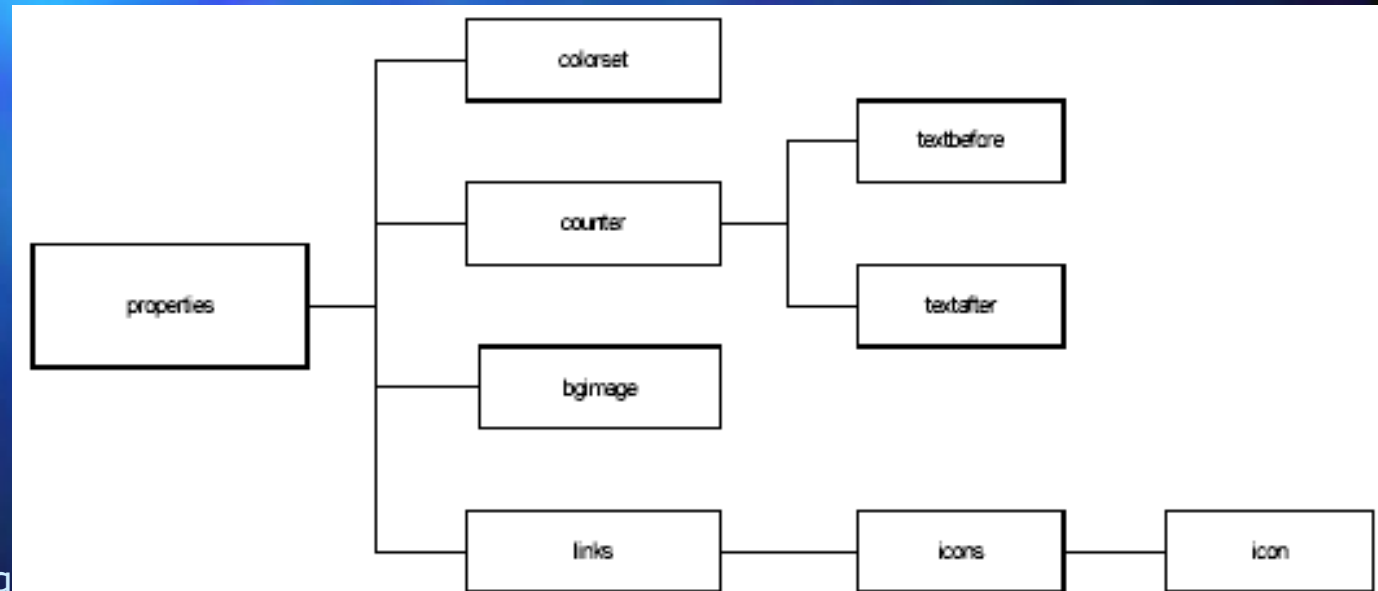 colorset
textbefore
counter
properties
textafter
bgimage
links
icons
icon